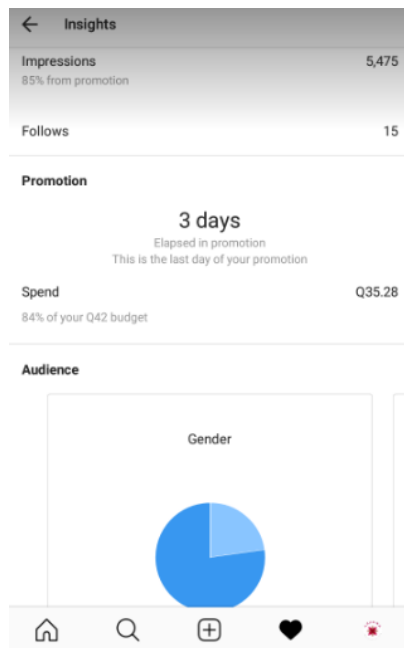 Insights
Impressions 5,475
85% from promotion
Follows 15
Promotion
3 days
Elapsed in promotion
This is the last day of your promotion
Spend Q35.28
84% of your Q42 budget
Audience
Gender